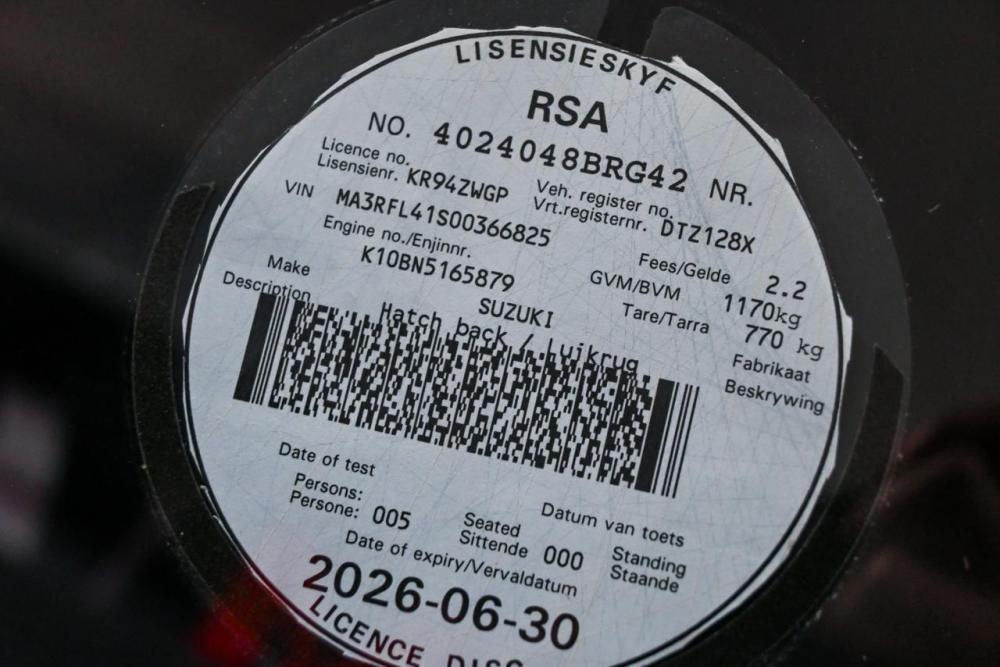 LISENSIESKYF
RSA
NO. 4024048BRG42 NR.
Licence no. Veh. register no.
Lisensienr. KR94ZWGP Vrt.registernr. DTZ128X
VIN MA3RFL41S00366825
Engine no./Enjinnr. Fees/Gelde 2.2
K10BN5165879 GVM/BVM 1170kg
Make SUZUKI Tare/Tarra 770 kg
Description Hatch back / Luikrug Fabrikaat
Beskrywing
Date of test Datum van toets
Persons: Seated Standing
Persone: 005 Sittende 000 Staande
Date of expiry/Vervaldatum
2026-06-30
LICENCE DISC